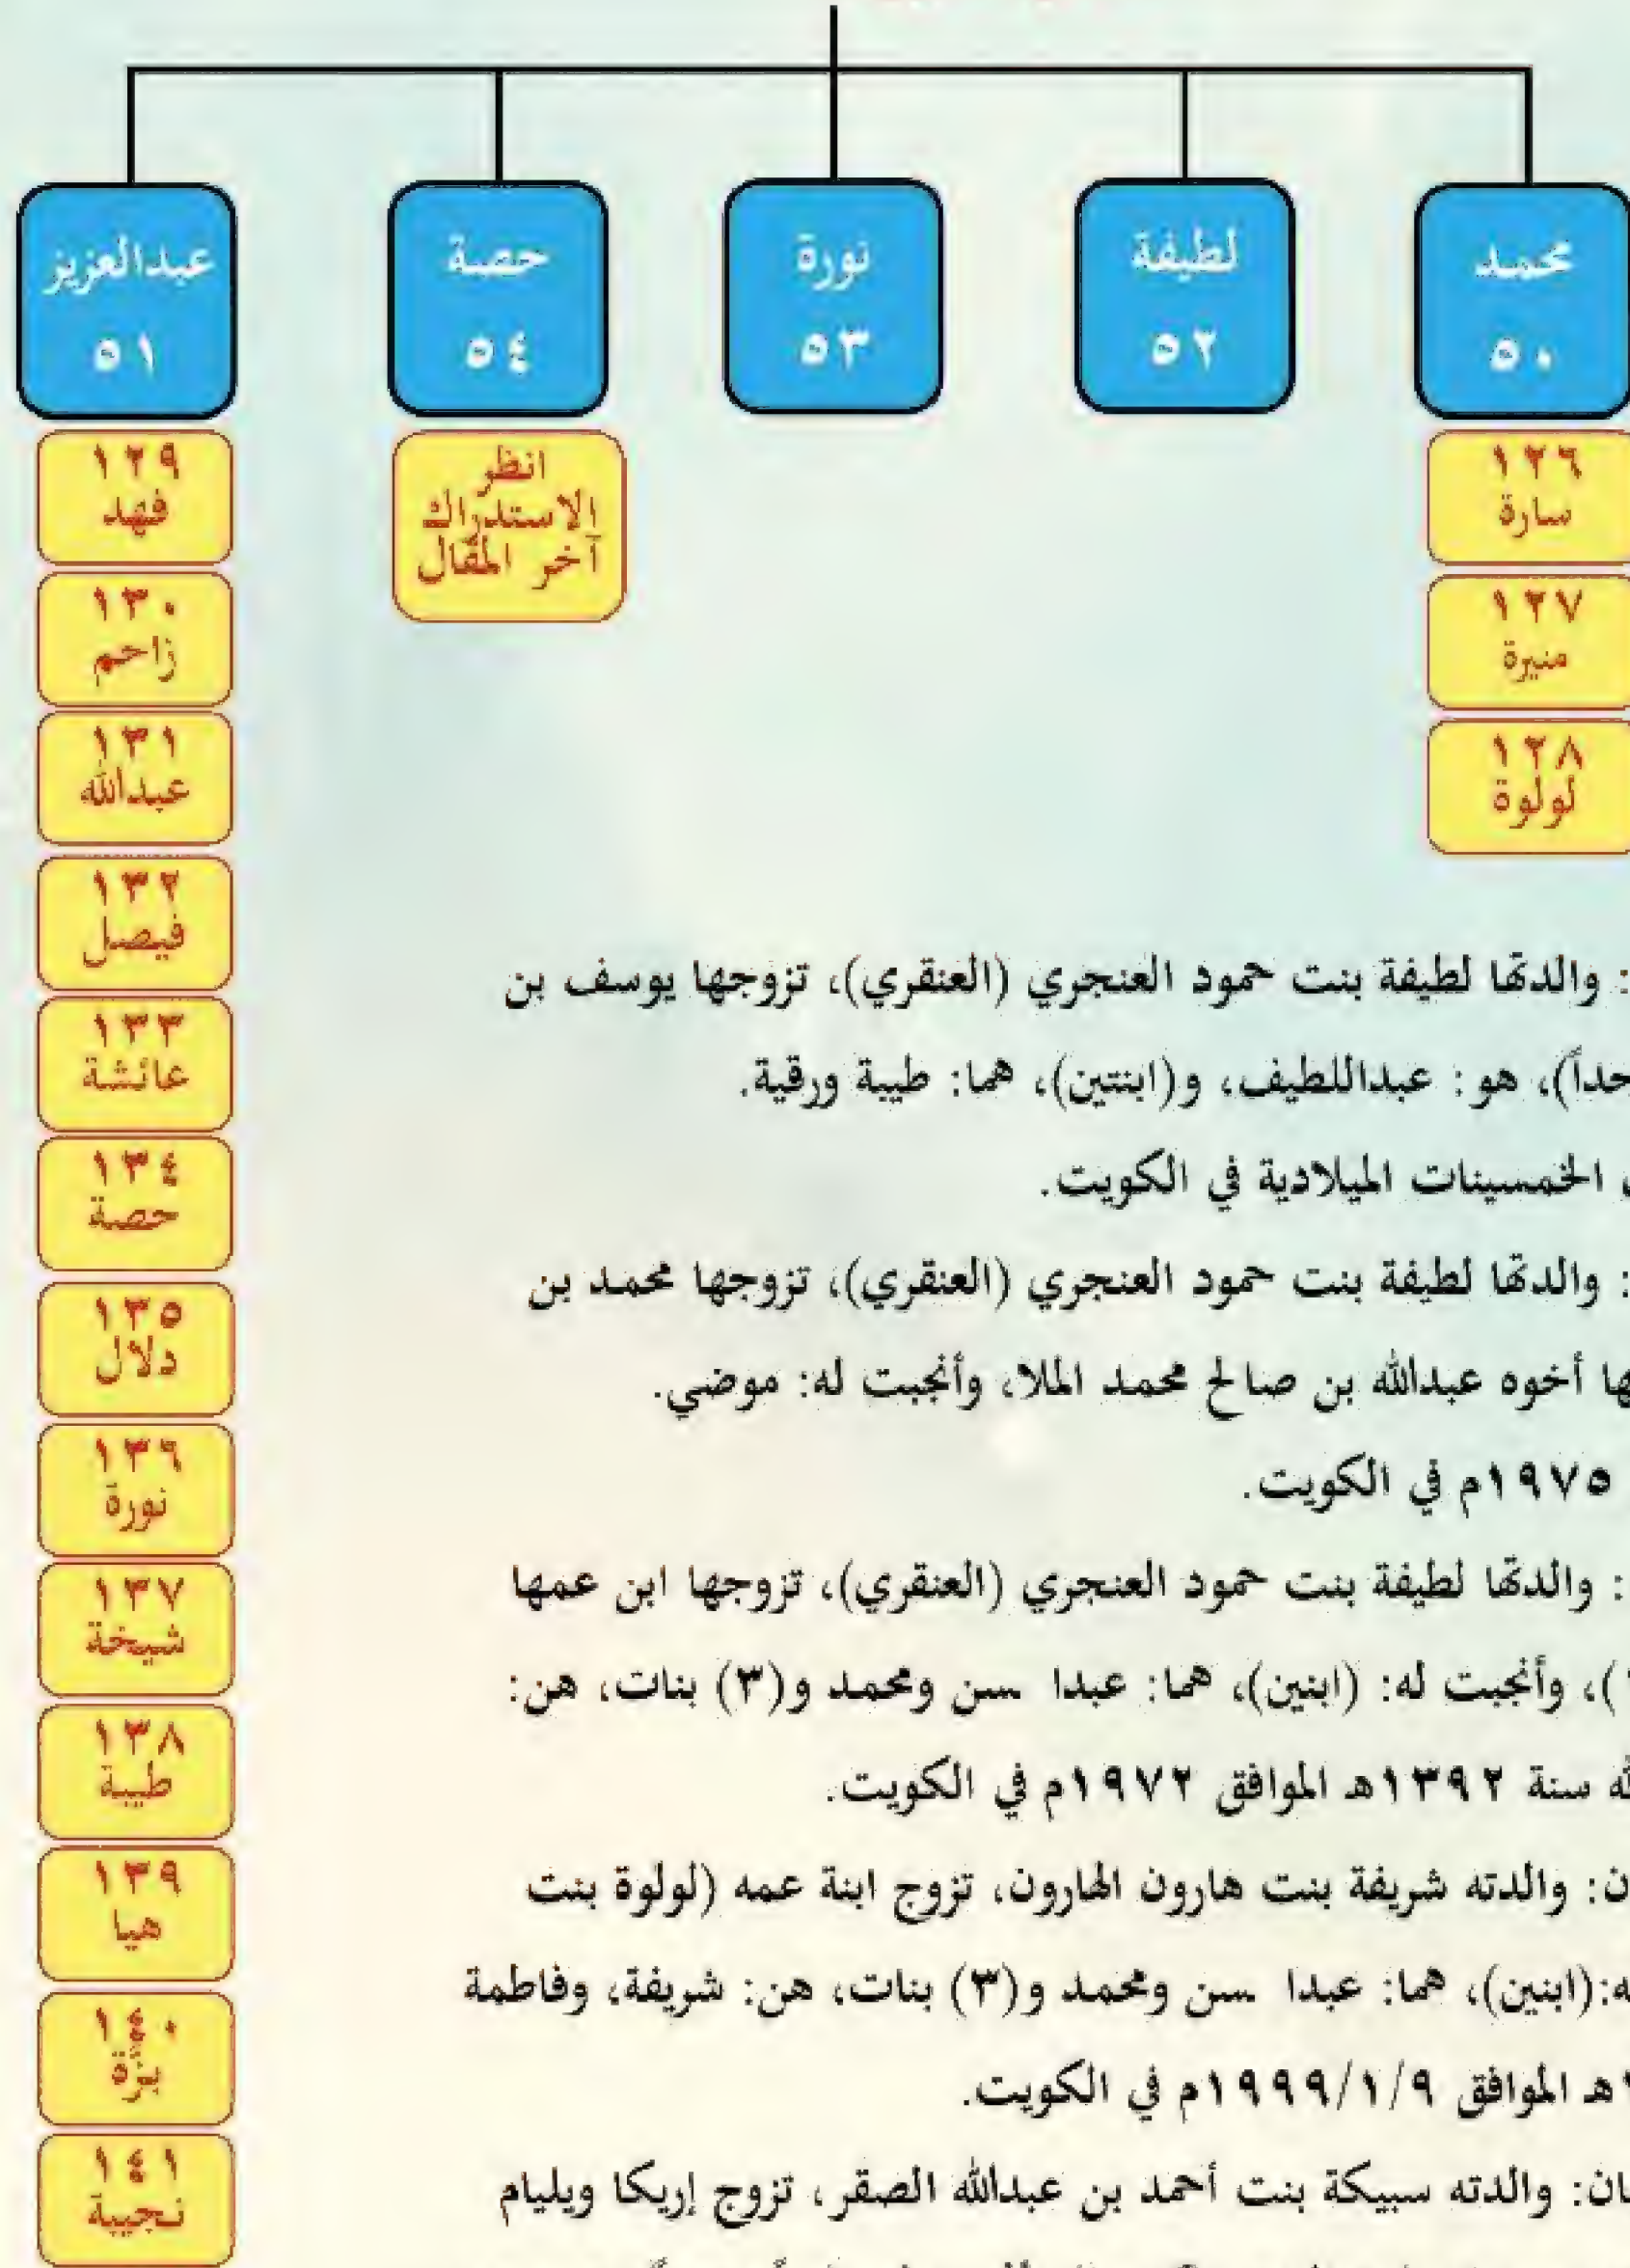 محمد
٥٠
لطيفة
٥٢
نورة
٥٣
حصة
٥٤
عبدالعزيز
٥١
١٢٦
سارة
١٢٧
منيرة
١٢٨
لولوة
انظر
الاستدراك
آخر المقال
١٢٩
فهد
١٣٠
زاحم
١٣١
عبدالله
١٣٢
فيصل
١٣٣
عائشة
١٣٤
حصة
١٣٥
دلال
١٣٦
نورة
١٣٧
شيخة
١٣٨
طيبة
١٣٩
هيا
١٤٠
بزة
١٤١
نجيبة
: والدتها لطيفة بنت حمود العنجري (العنقري)، تزوجها يوسف بن
حداً)، هو: عبداللطيف، و(ابنتين)، هما: طيبة ورقية.
الخمسينات الميلادية في الكويت.
: والدتها لطيفة بنت حمود العنجري (العنقري)، تزوجها محمد بن
ها أخوه عبدالله بن صالح محمد الملا، وأنجبت له: موضي.
١٩٧٥م في الكويت.
: والدتها لطيفة بنت حمود العنجري (العنقري)، تزوجها ابن عمها
)، وأنجبت له: (ابنين)، هما: عبدا سن ومحمد و(٣) بنات، هن:
له سنة ١٣٩٢هـ الموافق ١٩٧٢م في الكويت.
ن: والدته شريفة بنت هارون الهارون، تزوج ابنة عمه (لولوة بنت
ه:(ابنين)، هما: عبدا سن ومحمد و(٣) بنات، هن: شريفة، وفاطمة
هـ الموافق ١٩٩٩/١/٩م في الكويت.
ان: والدته سبيكة بنت أحمد بن عبدالله الصقر، تزوج إريكا ويليام